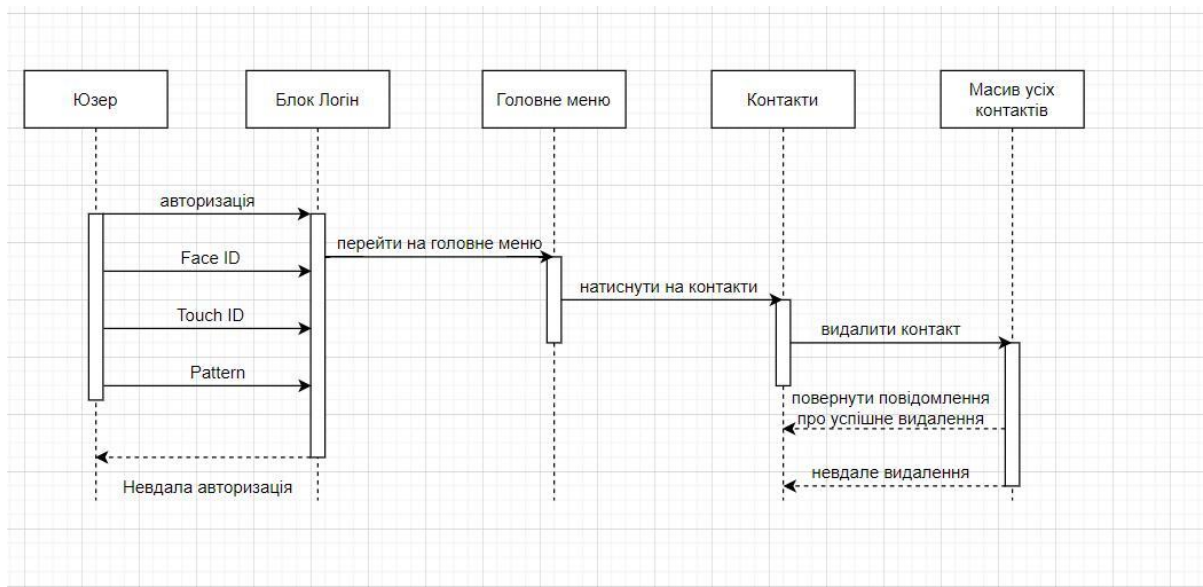 Юзер
Блок Логін
Головне меню
Контакти
Масив усіх
контактів
авторизація
перейти на головне меню
Face ID
натиснути на контакти
Touch ID
видалити контакт
Pattern
повернути повідомлення
про успішне видалення
невдале видалення
Невдала авторизація